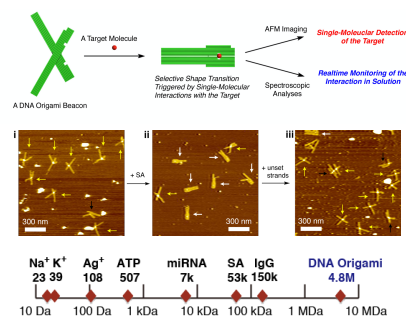 A Target Molecule
A DNA Origami Beacon
Selective Shape Transition
Triggered by Single-Molecular
Interactions with the Target
AFM Imaging
Single-Moleuclar Detection
of the Target
Realtime Monitoring of the
Interaction in Solution
Spectroscopic
Analyses
i
ii
iii
+ SA
+ unset
strands
300 nm
300 nm
300 nm
Na+ K+ Ag+ ATP miRNA SA IgG DNA Origami
23 39 108 507 7k 53k 150k 4.8M
10 Da 100 Da 1 kDa 10 kDa 100 kDa 1 MDa 10 MDa